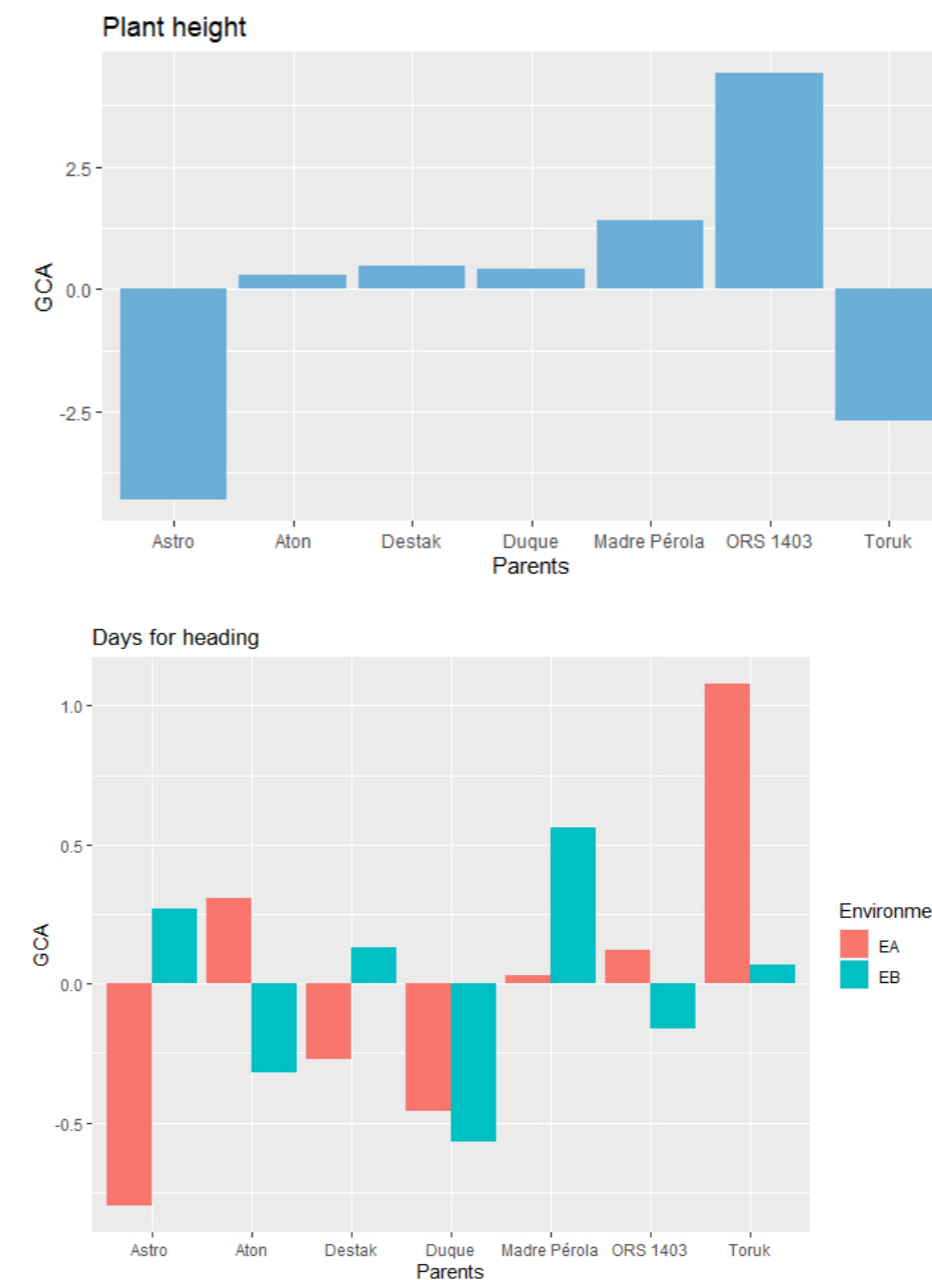 Plant height
GCA
2.5
0.0
-2.5
Astro Aton Destak Duque Madre Pérola ORS 1403 Toruk
Parents
Days for heading
GCA
1.0
0.5
0.0
-0.5
Environme
EA
EB
Astro Aton Destak Duque Madre Pérola ORS 1403 Toruk
Parents